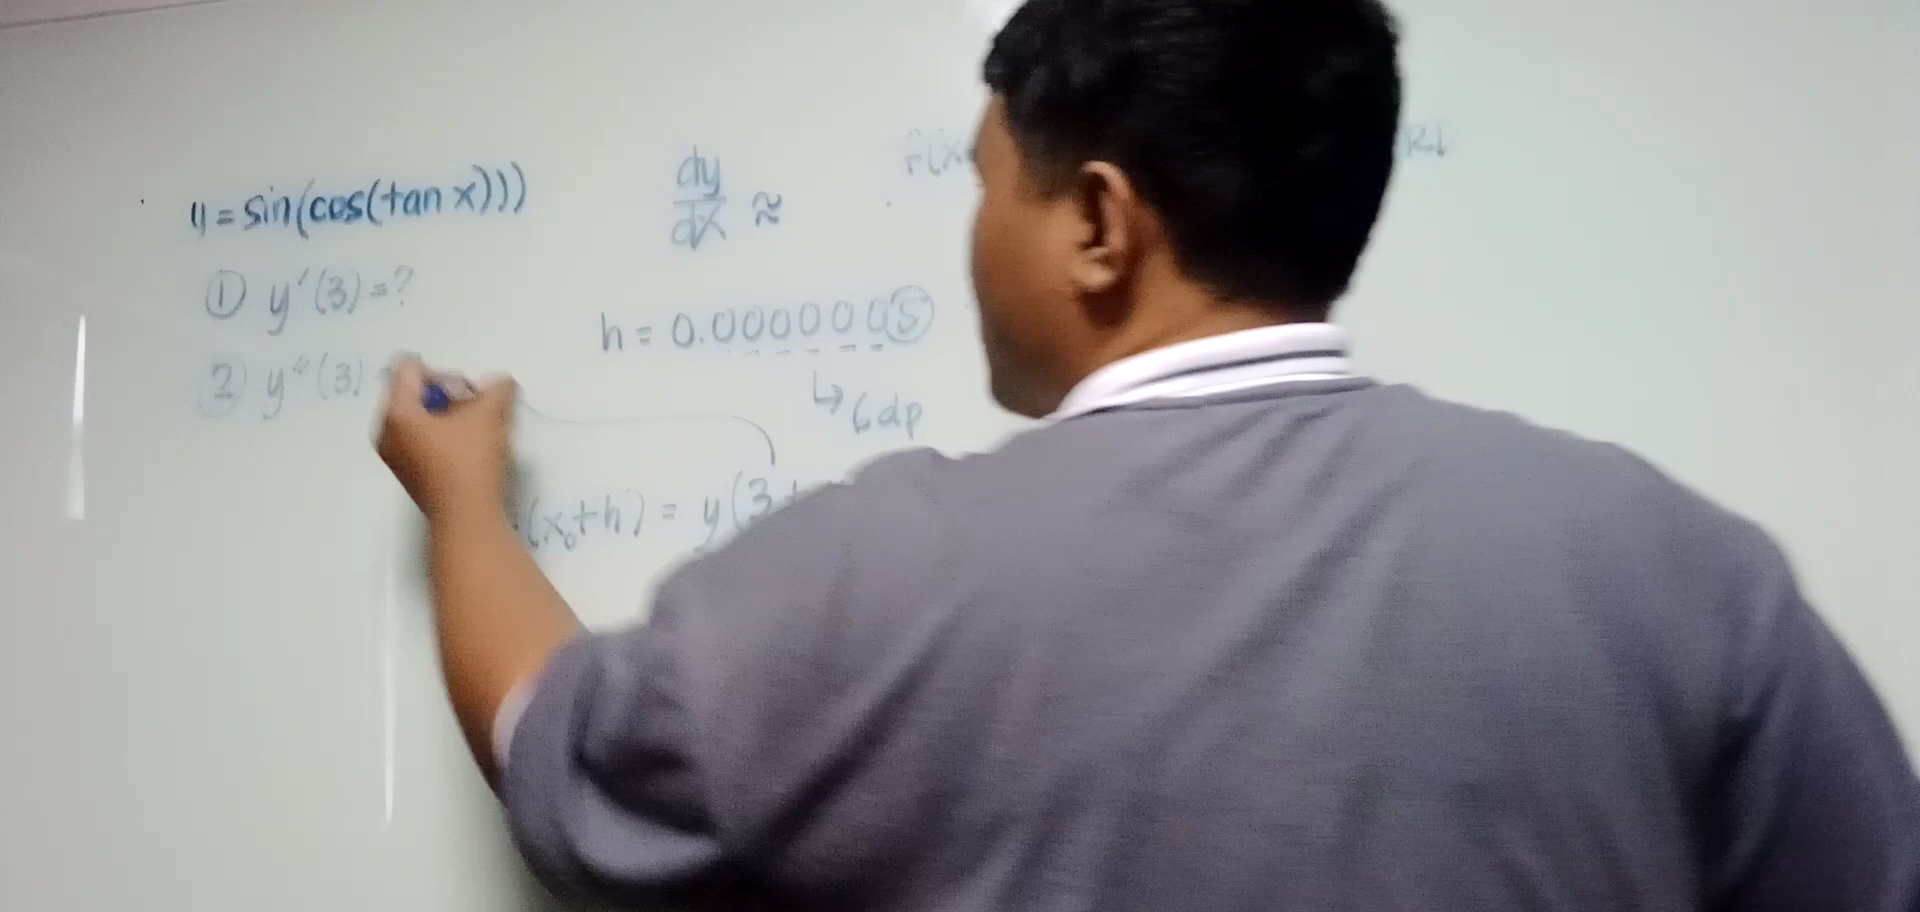 y = sin(cos(tan x)))
① y'(3) = ?
② y"(3) =
dy/dx ≈
f(x
h = 0.0000005
↳ 6dp
(x₀+h) = y(3+